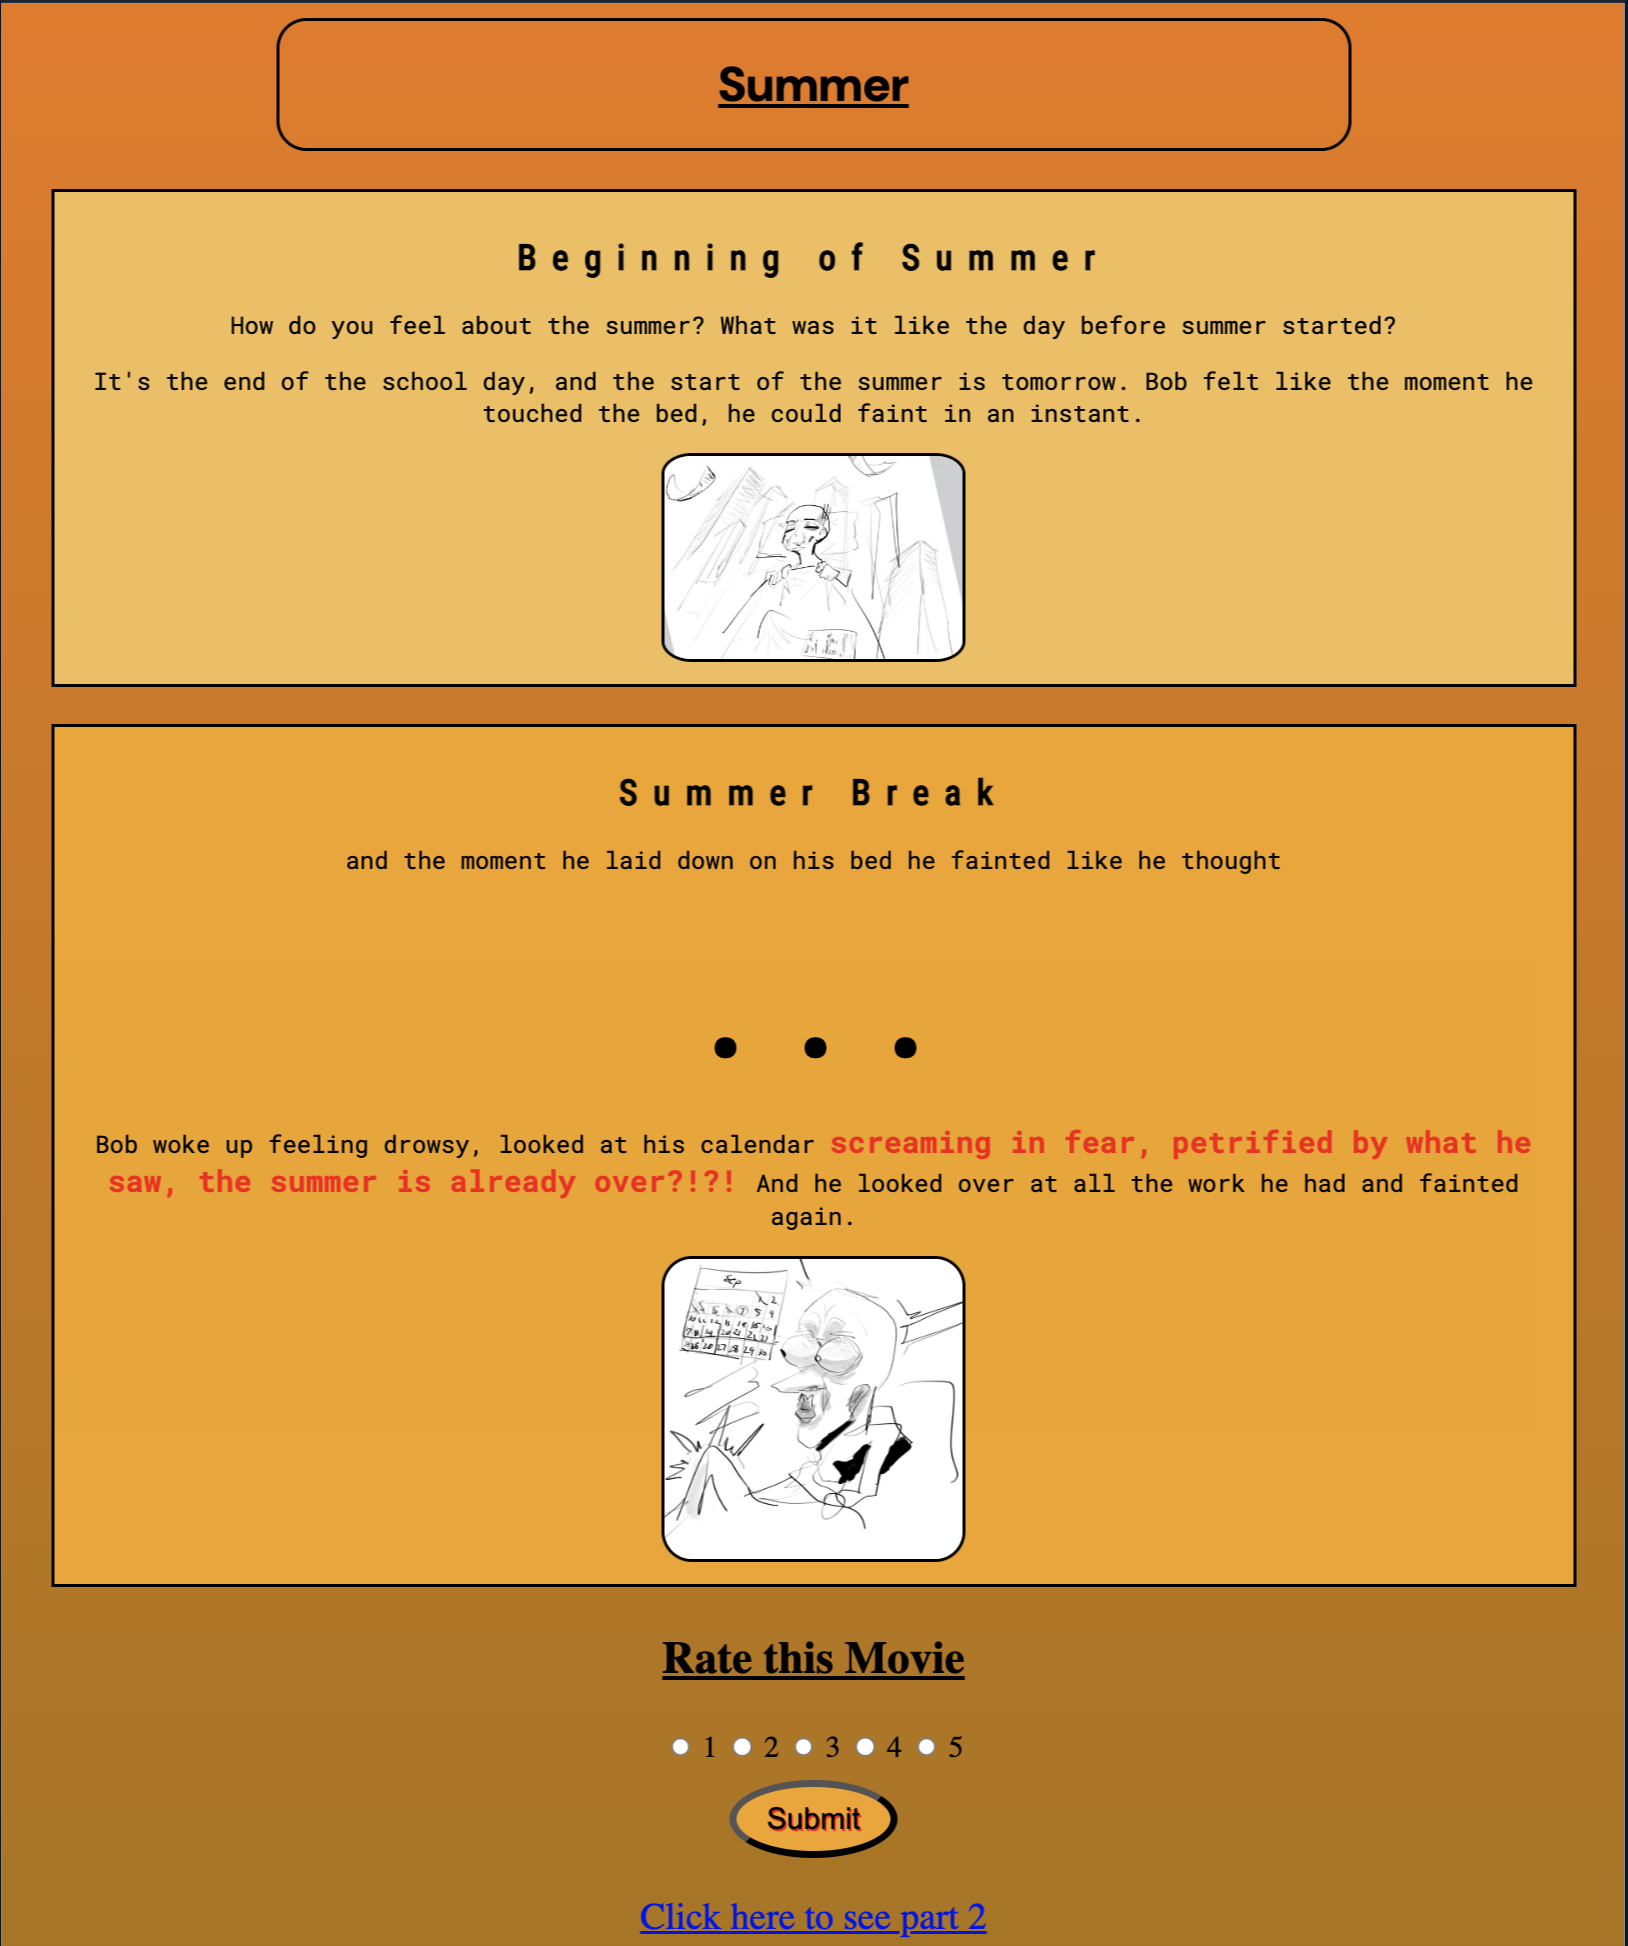 Summer
Beginning of Summer
How do you feel about the summer? What was it like the day before summer started?
It's the end of the school day, and the start of the summer is tomorrow. Bob felt like the moment he
touched the bed, he could faint in an instant.
Summer Break
and the moment he laid down on his bed he fainted like he thought
. . .
Bob woke up feeling drowsy, looked at his calendar screaming in fear, petrified by what he
saw, the summer is already over?!?! And he looked over at all the work he had and fainted
again.
Sep
Rate this Movie
1 2 3 4 5
Submit
Click here to see part 2